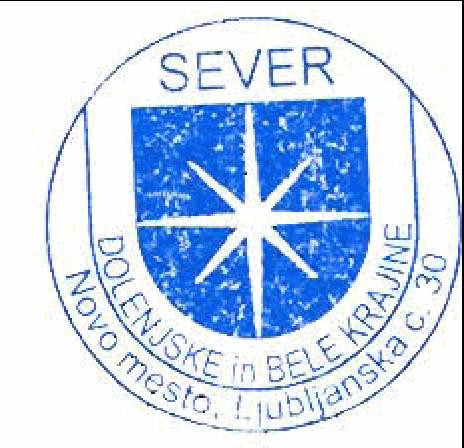 SEVER
DOLENJSKE in BELE KRAJINE
Novo mesto, Ljubljanska c. 30